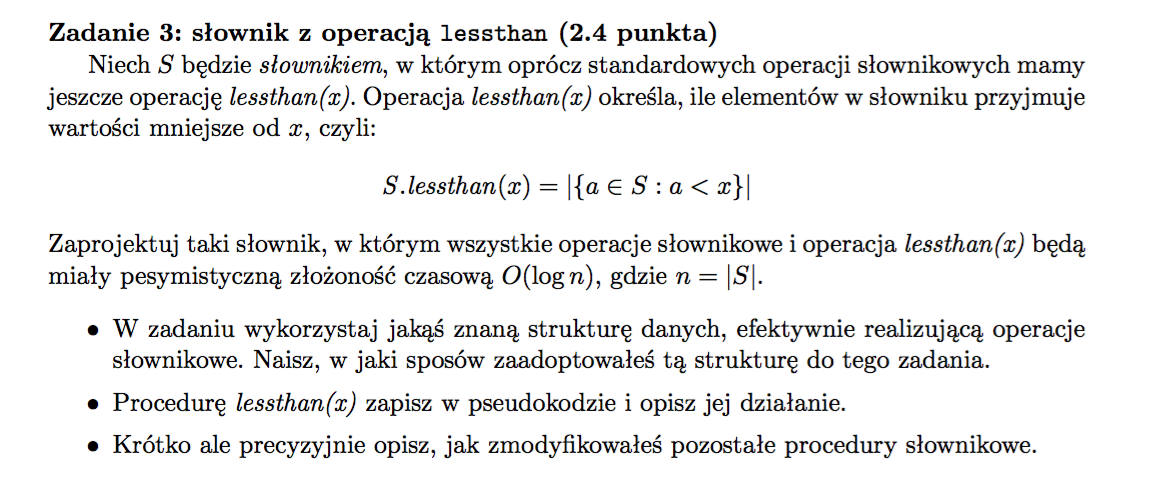 Zadanie 3: słownik z operacją lessthan (2.4 punkta)
Niech S będzie słownikiem, w którym oprócz standardowych operacji słownikowych mamy
jeszcze operację lessthan(x). Operacja lessthan(x) określa, ile elementów w słowniku przyjmuje
wartości mniejsze od x, czyli:
S.lessthan(x) = |{a ∈ S : a < x}|
Zaprojektuj taki słownik, w którym wszystkie operacje słownikowe i operacja lessthan(x) będą
miały pesymistyczną złożoność czasową O(log n), gdzie n = |S|.
• W zadaniu wykorzystaj jakąś znaną strukturę danych, efektywnie realizującą operacje
słownikowe. Naisz, w jaki sposów zaadoptowałeś tą strukturę do tego zadania.
• Procedurę lessthan(x) zapisz w pseudokodzie i opisz jej działanie.
• Krótko ale precyzyjnie opisz, jak zmodyfikowałeś pozostałe procedury słownikowe.